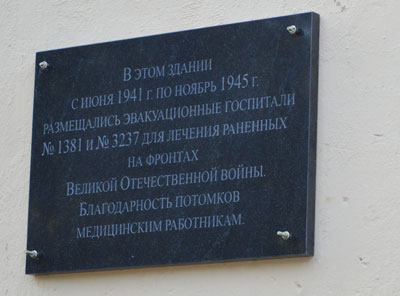 В этом здании
с июня 1941 г. по ноябрь 1945 г.
размещались эвакуационные госпитали
№ 1381 и № 3237 для лечения раненных
на фронтах
Великой Отечественной войны.
Благодарность потомков
медицинским работникам.